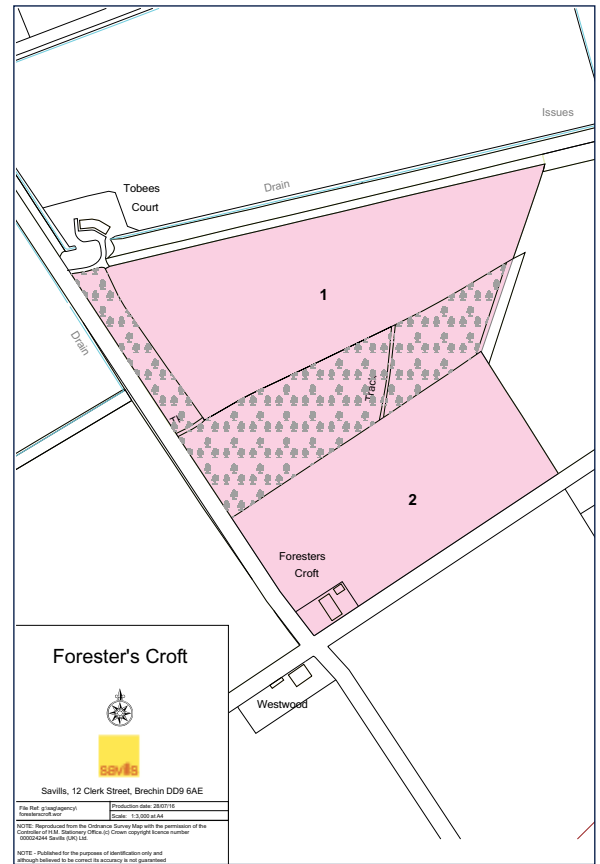 Issues
Tobees
Court
Drain
1
Drain
Track
2
Foresters
Croft
Westwood
Forester's Croft
savills
Savills, 12 Clerk Street, Brechin DD9 6AE
File Ref: g\sag\agency\
foresterscroft.wor
Production date: 28/07/16
Scale: 1:3,000 at A4
NOTE: Reproduced from the Ordnance Survey Map with the permission of the
Controller of H.M. Stationery Office.(c) Crown copyright licence number
000024244 Savills (UK) Ltd.
NOTE - Published for the purposes of identification only and
although believed to be correct its accuracy is not guaranteed